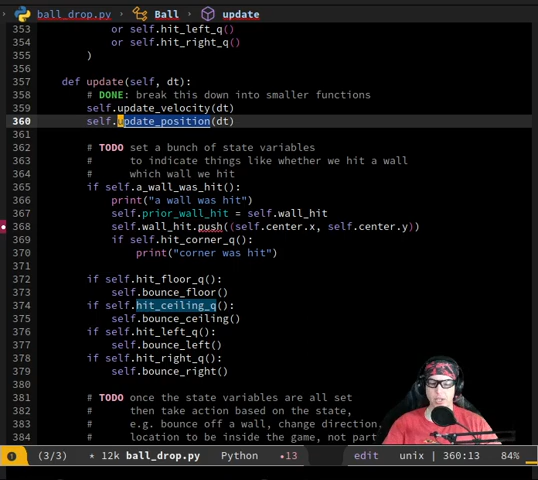 ball_drop.py > Ball > update
353 or self.hit_left_q()
354 or self.hit_right_q()
355 )
356
357 def update(self, dt):
358 # DONE: break this down into smaller functions
359 self.update_velocity(dt)
360 self.update_position(dt)
361
362 # TODO set a bunch of state variables
363 # to indicate things like whether we hit a wall
364 # which wall we hit
365 if self.a_wall_was_hit():
366 print("a wall was hit")
367 self.prior_wall_hit = self.wall_hit
368 self.wall_hit.push((self.center.x, self.center.y))
369 if self.hit_corner_q():
370 print("corner was hit")
371
372 if self.hit_floor_q():
373 self.bounce_floor()
374 if self.hit_ceiling_q():
375 self.bounce_ceiling()
376 if self.hit_left_q():
377 self.bounce_left()
378 if self.hit_right_q():
379 self.bounce_right()
380
381 # TODO once the state variables are all set
382 # then take action based on the state,
383 # e.g. bounce off a wall, change direction.
384 # location to be inside the game, not part
(3/3) * 12k ball_drop.py Python •13 edit unix | 360:13 84%